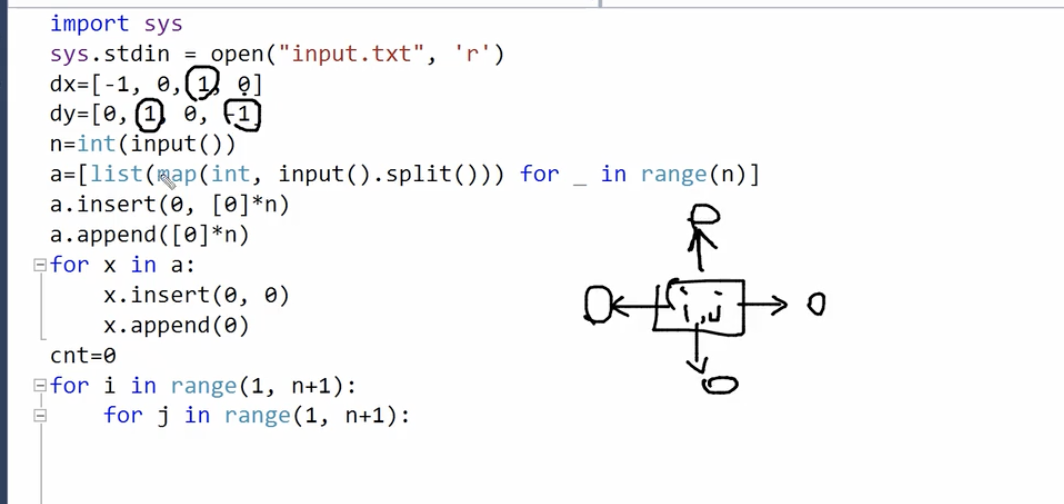 import sys
sys.stdin = open("input.txt", 'r')
dx=[-1, 0, 1, 0]
dy=[0, 1, 0, -1]
n=int(input())
a=[list(map(int, input().split())) for _ in range(n)]
a.insert(0, [0]*n)
a.append([0]*n)
for x in a:
    x.insert(0, 0)
    x.append(0)
cnt=0
for i in range(1, n+1):
    for j in range(1, n+1):
0
0 i,j 0
0